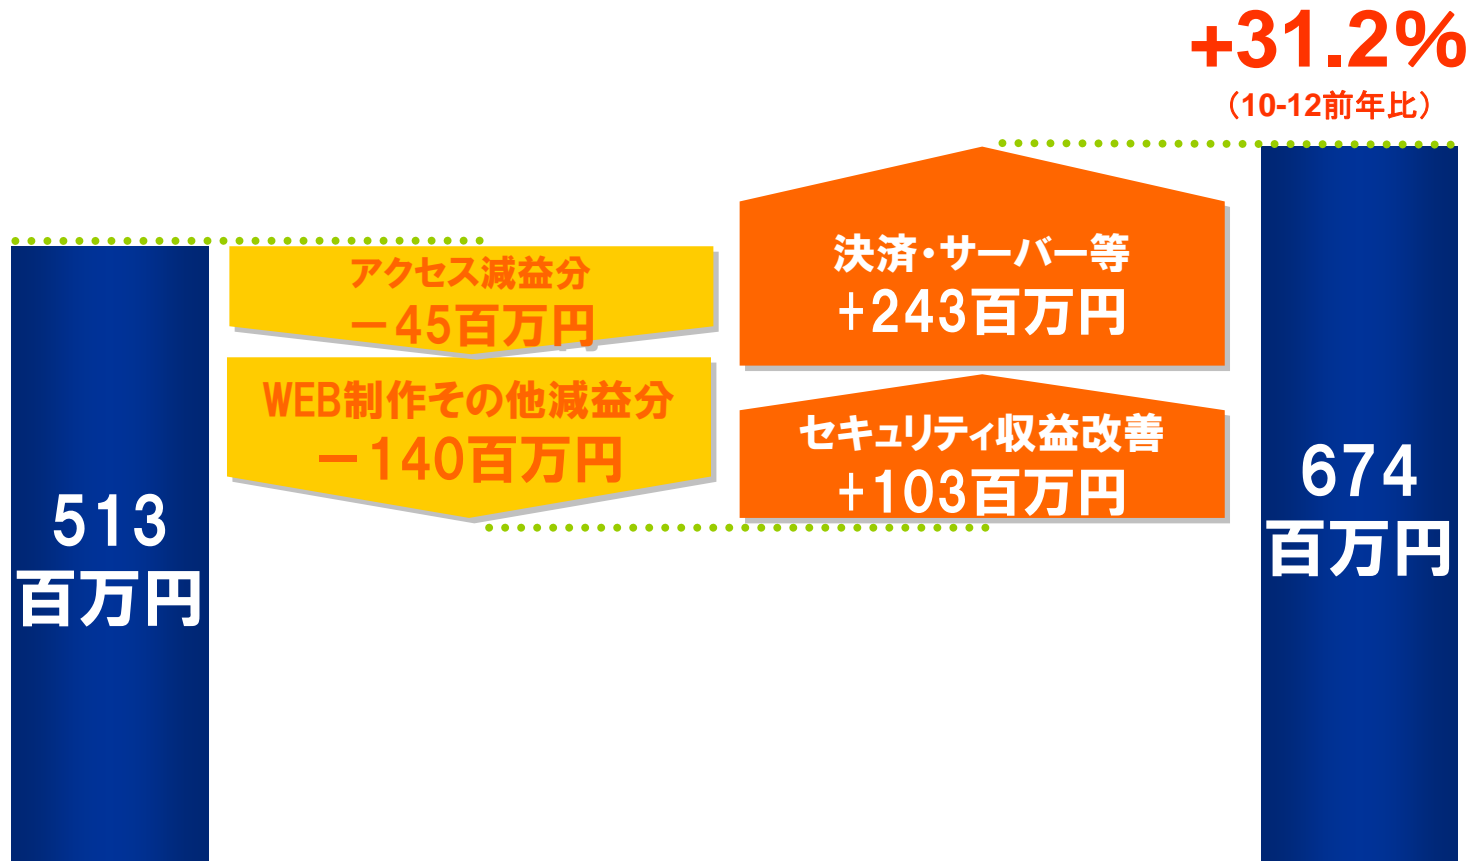 +31.2%
（10-12前年比）
アクセス減益分
－45百万円
WEB制作その他減益分
－140百万円
決済・サーバー等
+243百万円
セキュリティ収益改善
+103百万円
513
百万円
674
百万円